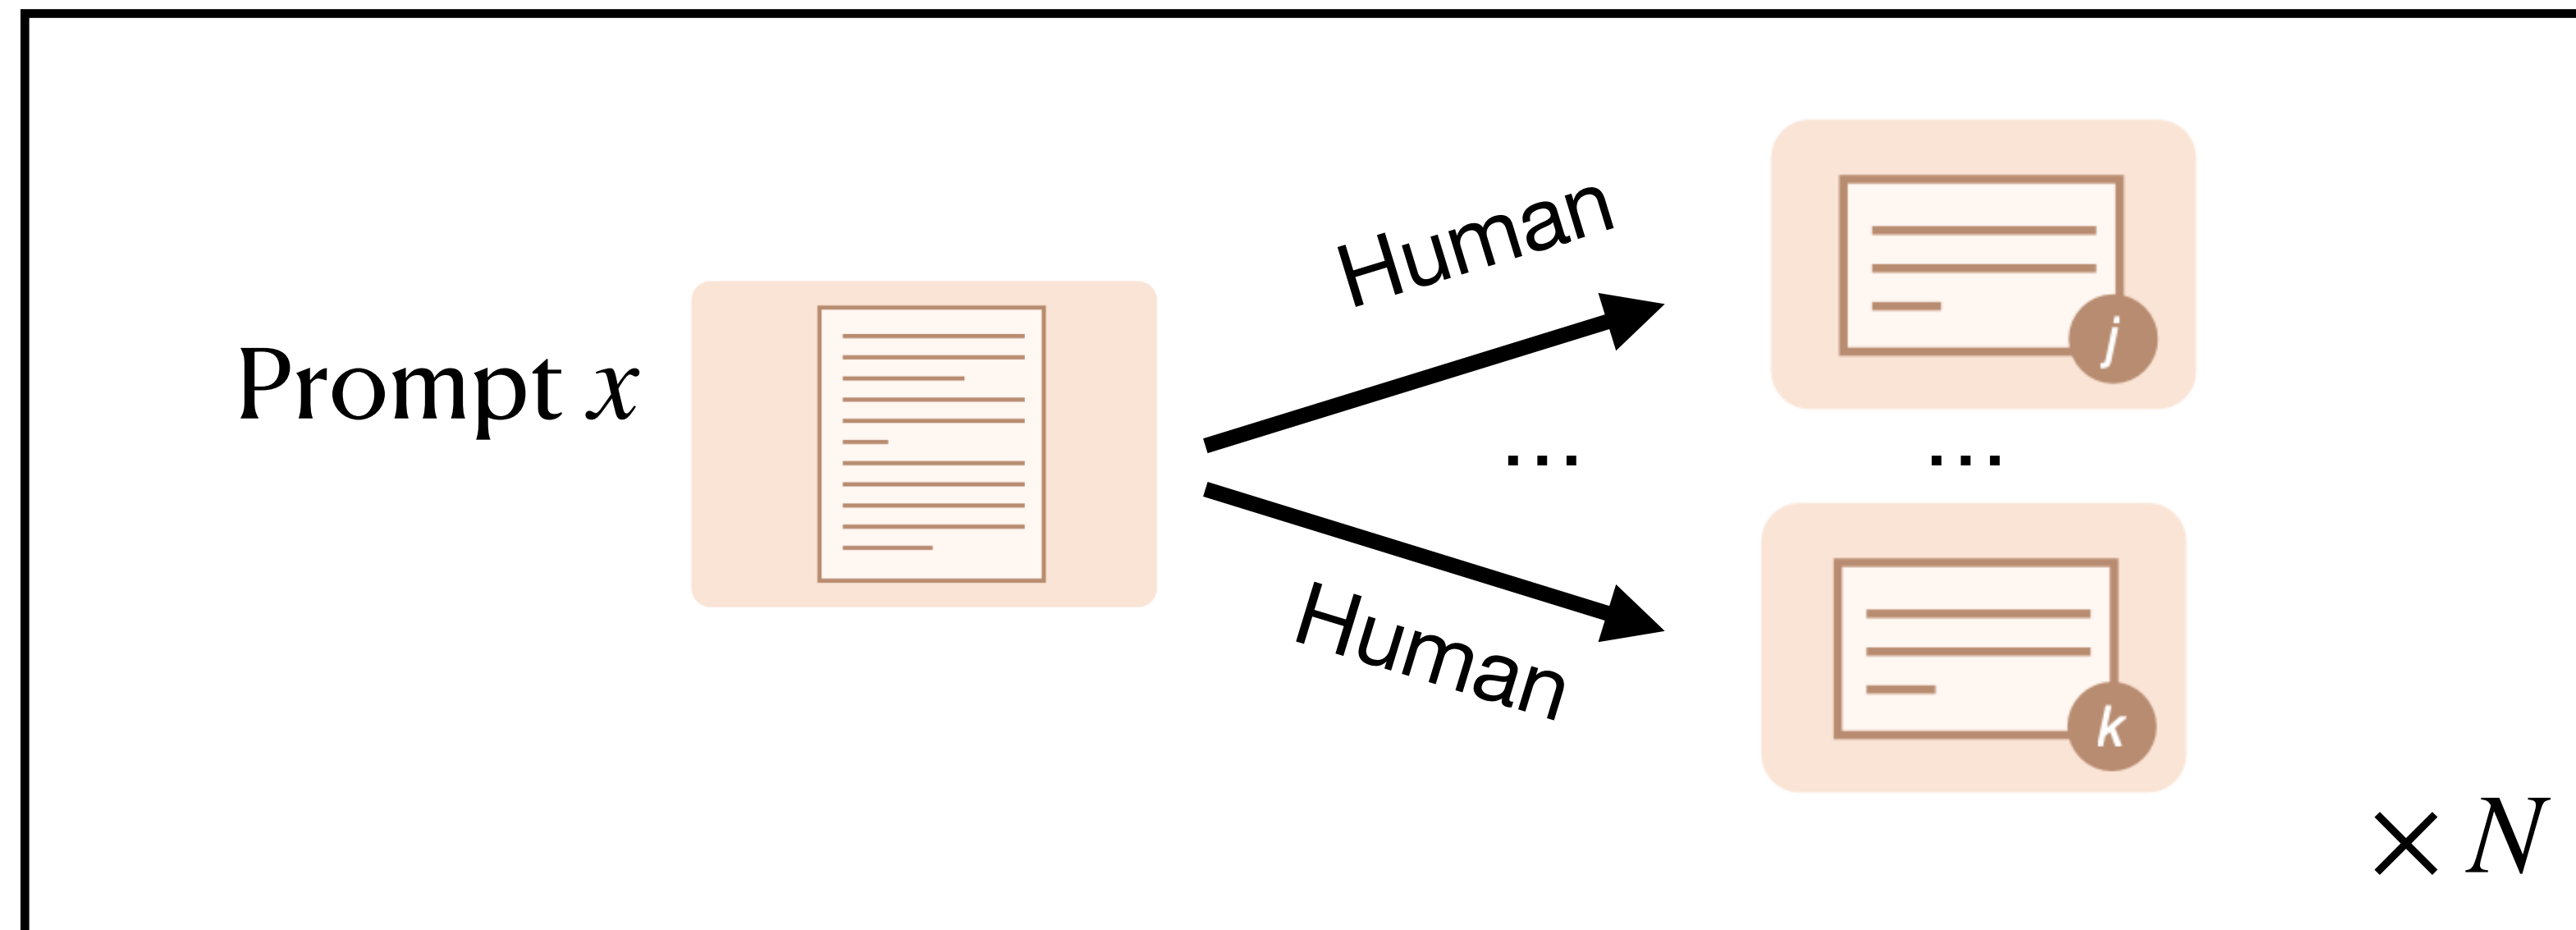 Human
j
Prompt x
... ...
Human
k
× N